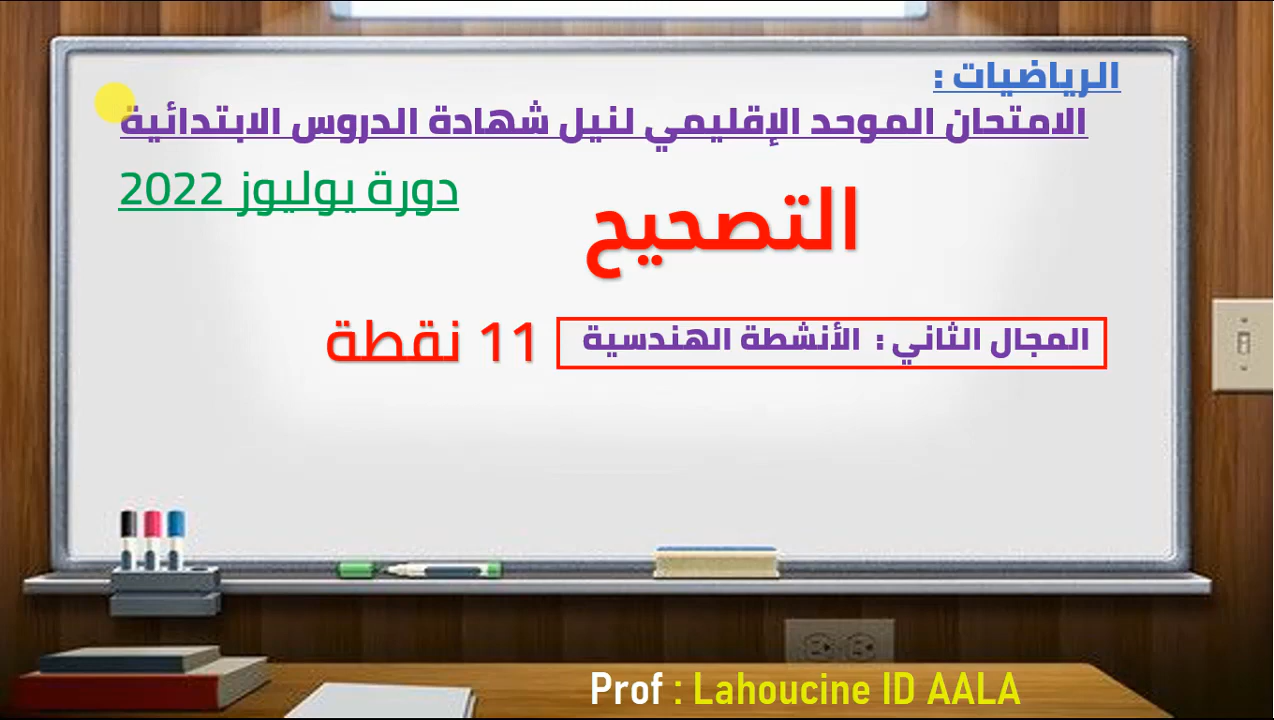 الرياضيات :
الامتحان الموحد الإقليمي لنيل شهادة الدروس الابتدائية
دورة يوليوز 2022
التصحيح
المجال الثاني : الأنشطة الهندسية 11 نقطة
Prof : Lahoucine ID AALA